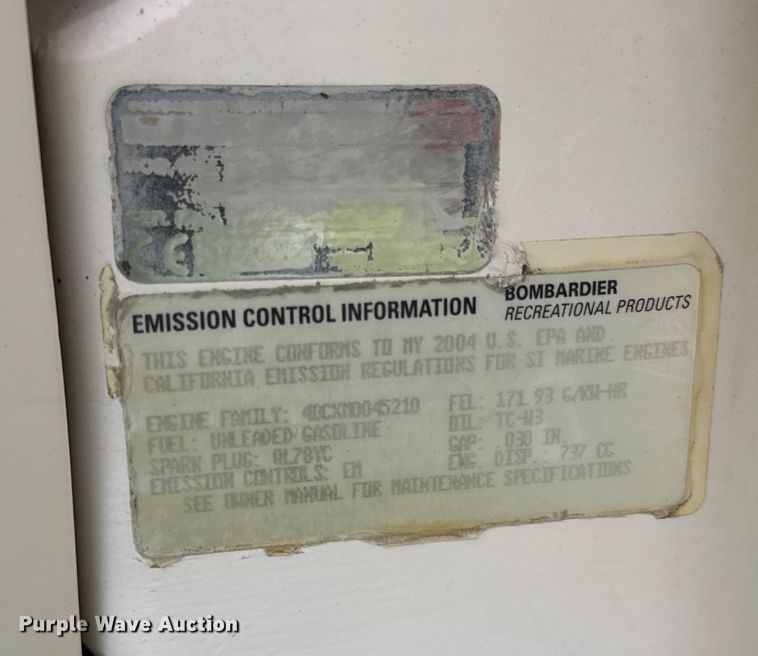 EMISSION CONTROL INFORMATION
BOMBARDIER
RECREATIONAL PRODUCTS
THIS ENGINE CONFORMS TO MY 2004 U.S. EPA AND
CALIFORNIA EMISSION REGULATIONS FOR SI MARINE ENGINES
ENGINE FAMILY: 4BCXM0045210
FUEL: UNLEADED GASOLINE
SPARK PLUG: QL78YC
EMISSION CONTROLS: EM
FEL: 171.93 G/KW-HR
OIL: TC-W3
GAP: .030 IN.
ENG. DISP.: 737 CC
SEE OWNER MANUAL FOR MAINTENANCE SPECIFICATIONS
Purple Wave Auction